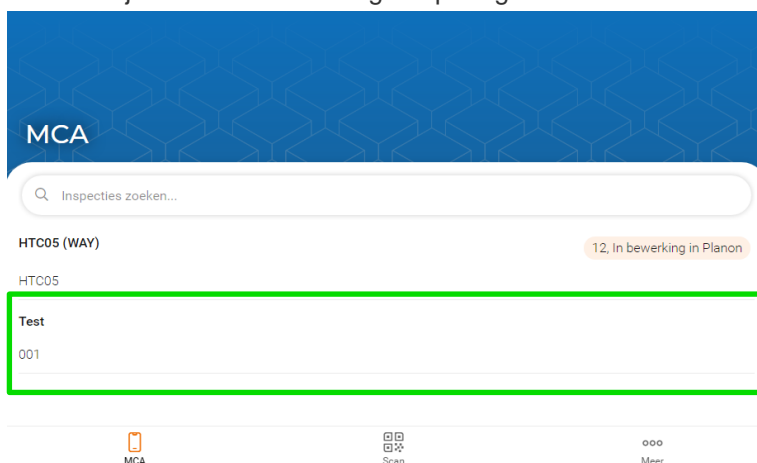 MCA
Inspecties zoeken...
HTC05 (WAY)
12, In bewerking in Planon
HTC05
Test
001
MCA
Scan
Meer